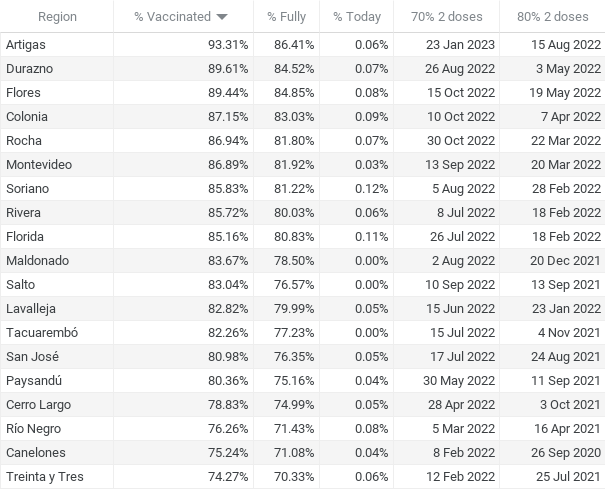 Region % Vaccinated % Fully % Today 70% 2 doses 80% 2 doses
Artigas 93.31% 86.41% 0.06% 23 Jan 2023 15 Aug 2022
Durazno 89.61% 84.52% 0.07% 26 Aug 2022 3 May 2022
Flores 89.44% 84.85% 0.08% 15 Oct 2022 19 May 2022
Colonia 87.15% 83.03% 0.09% 10 Oct 2022 7 Apr 2022
Rocha 86.94% 81.80% 0.07% 30 Oct 2022 22 Mar 2022
Montevideo 86.89% 81.92% 0.03% 13 Sep 2022 20 Mar 2022
Soriano 85.83% 81.22% 0.12% 5 Aug 2022 28 Feb 2022
Rivera 85.72% 80.03% 0.06% 8 Jul 2022 18 Feb 2022
Florida 85.16% 80.83% 0.11% 26 Jul 2022 18 Feb 2022
Maldonado 83.67% 78.50% 0.00% 2 Aug 2022 20 Dec 2021
Salto 83.04% 76.57% 0.00% 10 Sep 2022 13 Sep 2021
Lavalleja 82.82% 79.99% 0.05% 15 Jun 2022 23 Jan 2022
Tacuarembó 82.26% 77.23% 0.00% 15 Jul 2022 4 Nov 2021
San José 80.98% 76.35% 0.05% 17 Jul 2022 24 Aug 2021
Paysandú 80.36% 75.16% 0.04% 30 May 2022 11 Sep 2021
Cerro Largo 78.83% 74.99% 0.05% 28 Apr 2022 3 Oct 2021
Río Negro 76.26% 71.43% 0.08% 5 Mar 2022 16 Apr 2021
Canelones 75.24% 71.08% 0.04% 8 Feb 2022 26 Sep 2020
Treinta y Tres 74.27% 70.33% 0.06% 12 Feb 2022 25 Jul 2021